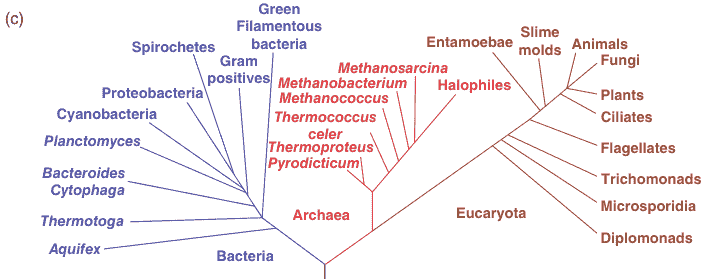 (c)
Green
Filamentous
bacteria
Spirochetes
Gram
positives
Proteobacteria
Cyanobacteria
Planctomyces
Bacteroides
Cytophaga
Thermotoga
Aquifex
Bacteria
Methanosarcina
Methanobacterium
Methanococcus
Halophiles
Thermococcus
celer
Thermoproteus
Pyrodicticum
Archaea
Entamoebae
Slime
molds
Animals
Fungi
Plants
Ciliates
Flagellates
Trichomonads
Microsporidia
Diplomonads
Eucaryota